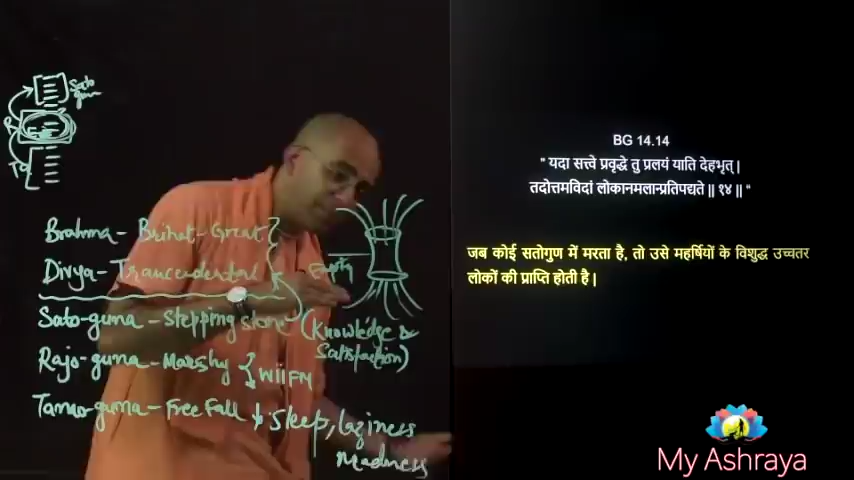 Sato
guna
R
T
Brahma - Brihat - Great
Divya - Trancendental
Empty
Sato-guna - Stepping stone
(Knowledge &
Satisfaction)
Rajo-guna - Marshy
WIIFM
Tamo-guna - Free Fall
Sleep, laziness
Madness
BG 14.14
" यदा सत्त्वे प्रवृद्धे तु प्रलयं याति देहभृत् |
तदोत्तमविदां लोकानमलान्प्रतिपद्यते || १४ || "
जब कोई सतोगुण में मरता है, तो उसे महर्षियों के विशुद्ध उच्चतर
लोकों की प्राप्ति होती है |
My Ashraya